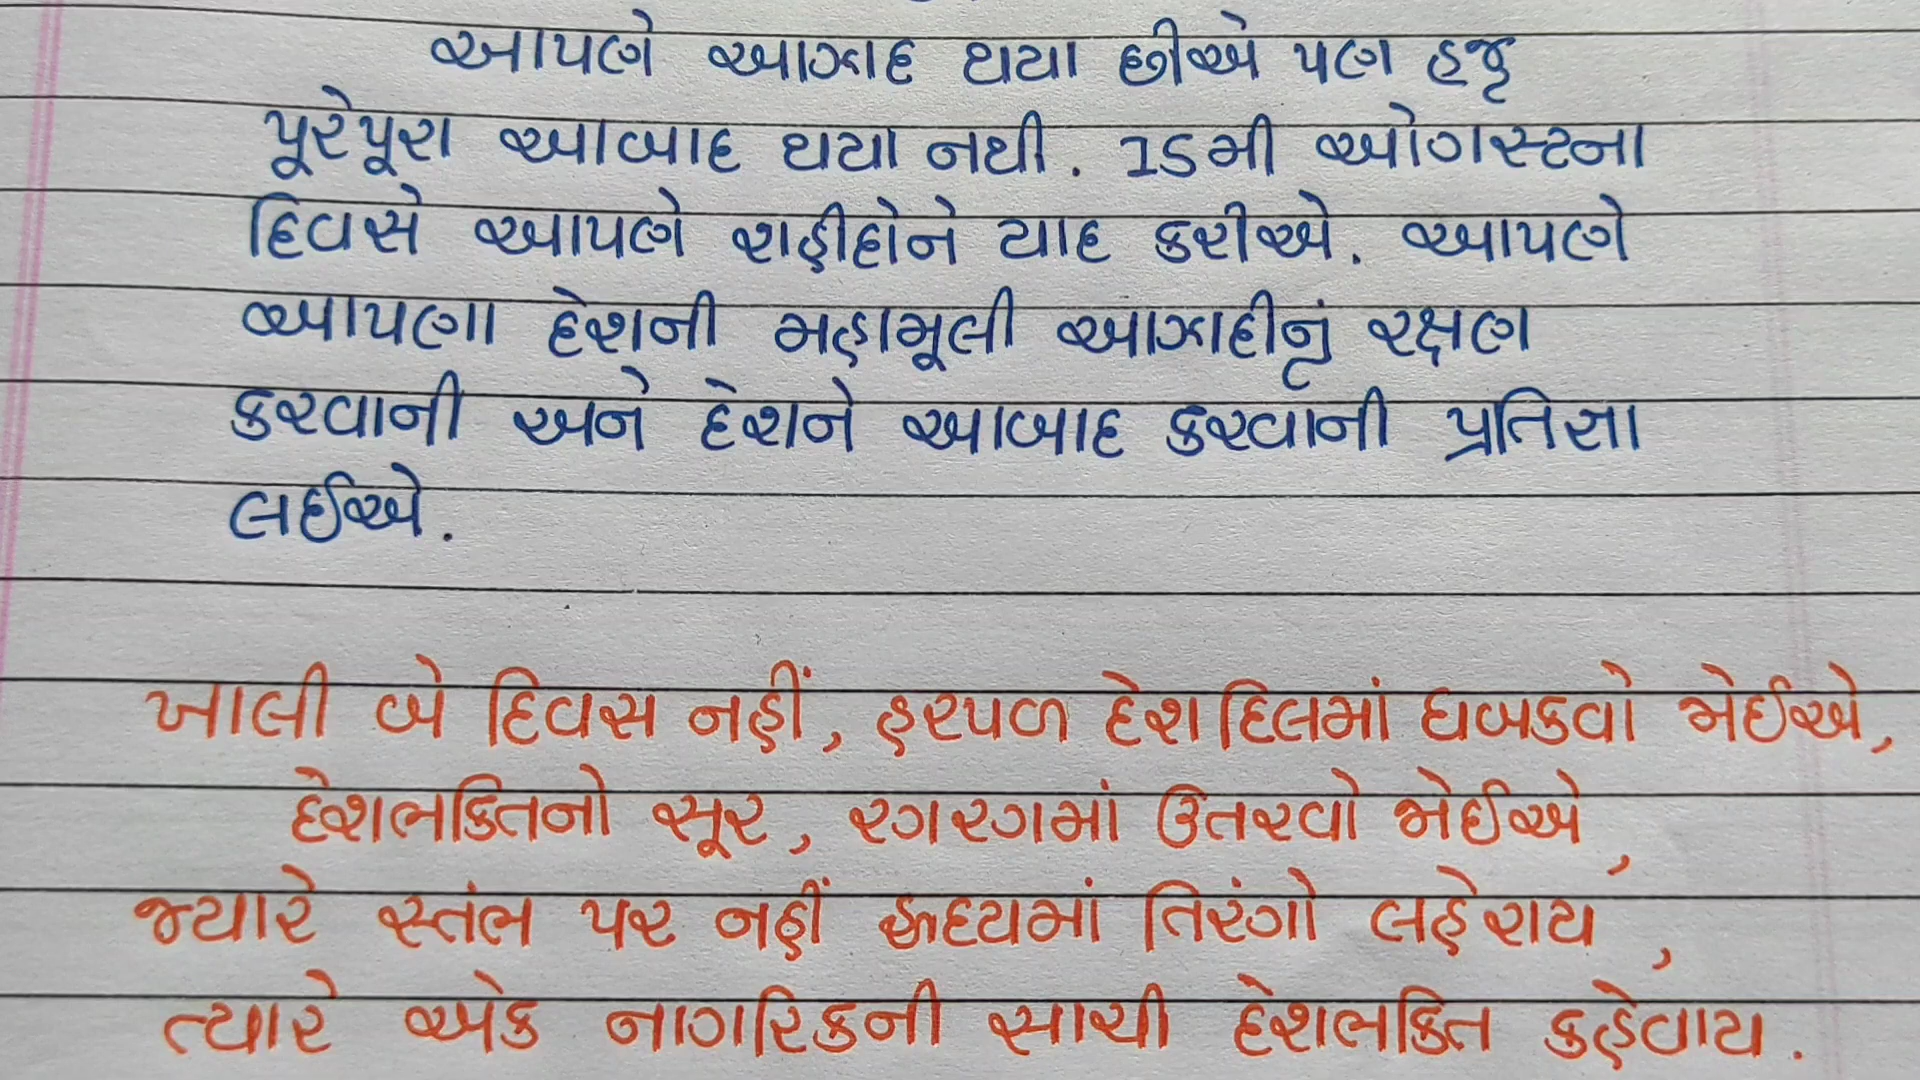 આપણે આઝાદ થયા છીએ પણ હજુ
પૂરેપૂરા આબાદ થયા નથી. 15મી ઓગસ્ટના
દિવસે આપણે શહીદોને યાદ કરીએ. આપણે
આપણા દેશની મહામૂલી આઝાદીનું રક્ષણ
કરવાની અને દેશને આબાદ કરવાની પ્રતિજ્ઞા
લઈએ.
ખાલી બે દિવસ નહીં, હરપળ દેશ દિલમાં ધબકવો જોઈએ,
દેશભક્તિનો સૂર, રગરગમાં ઉતરવો જોઈએ,
જ્યારે સ્તંભ પર નહીં હૃદયમાં તિરંગો લહેરાય,
ત્યારે એક નાગરિકની સાચી દેશભક્તિ કહેવાય.